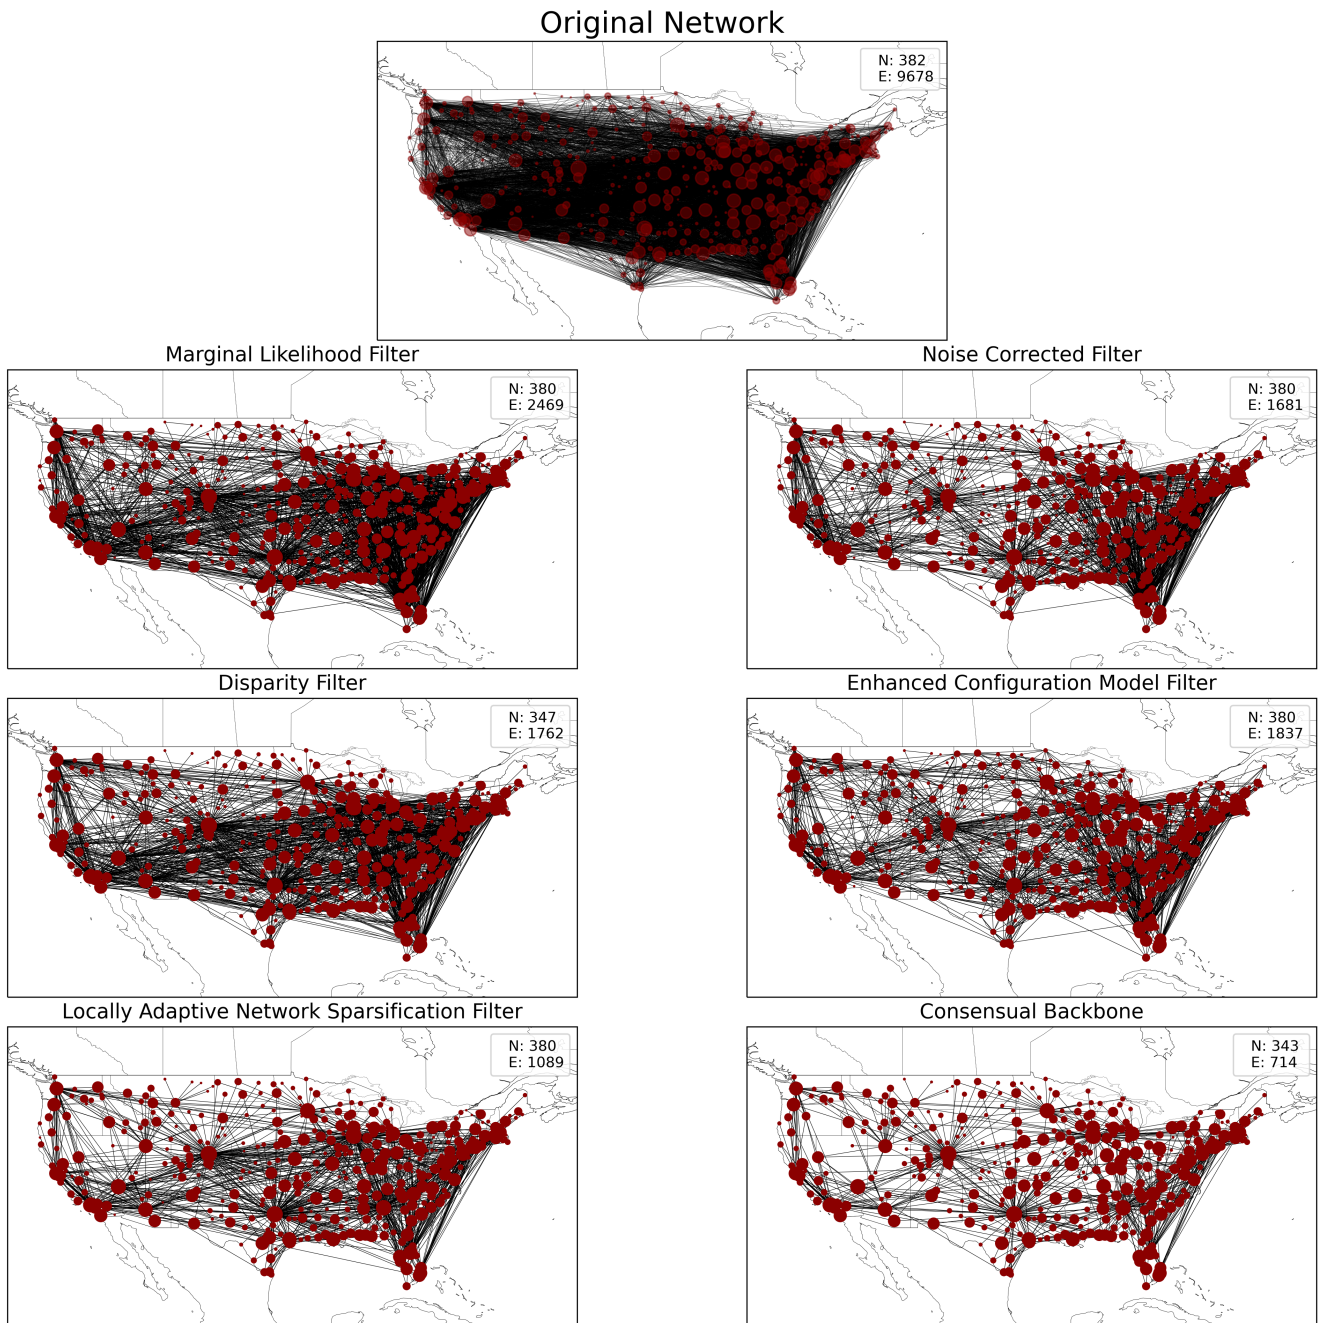 Original Network
N: 382
E: 9678
Marginal Likelihood Filter
N: 380
E: 2469
Noise Corrected Filter
N: 380
E: 1681
Disparity Filter
N: 347
E: 1762
Enhanced Configuration Model Filter
N: 380
E: 1837
Locally Adaptive Network Sparsification Filter
N: 380
E: 1089
Consensual Backbone
N: 343
E: 714